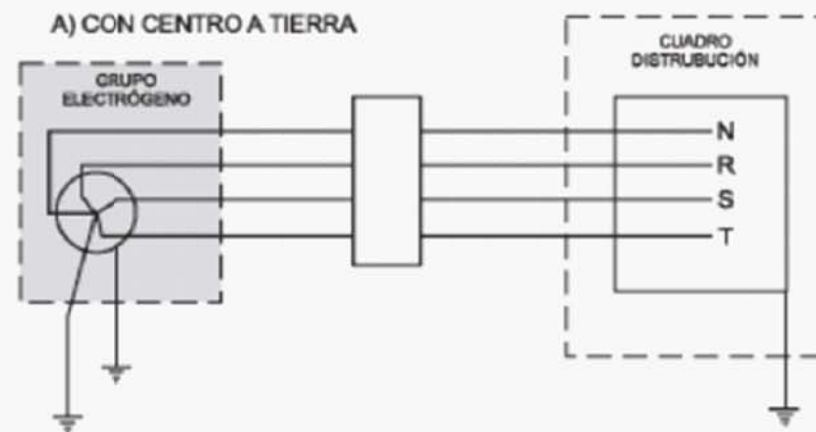 A) CON CENTRO A TIERRA
GRUPO
ELECTRÓGENO
CUADRO
DISTRUBUCIÓN
N
R
S
T